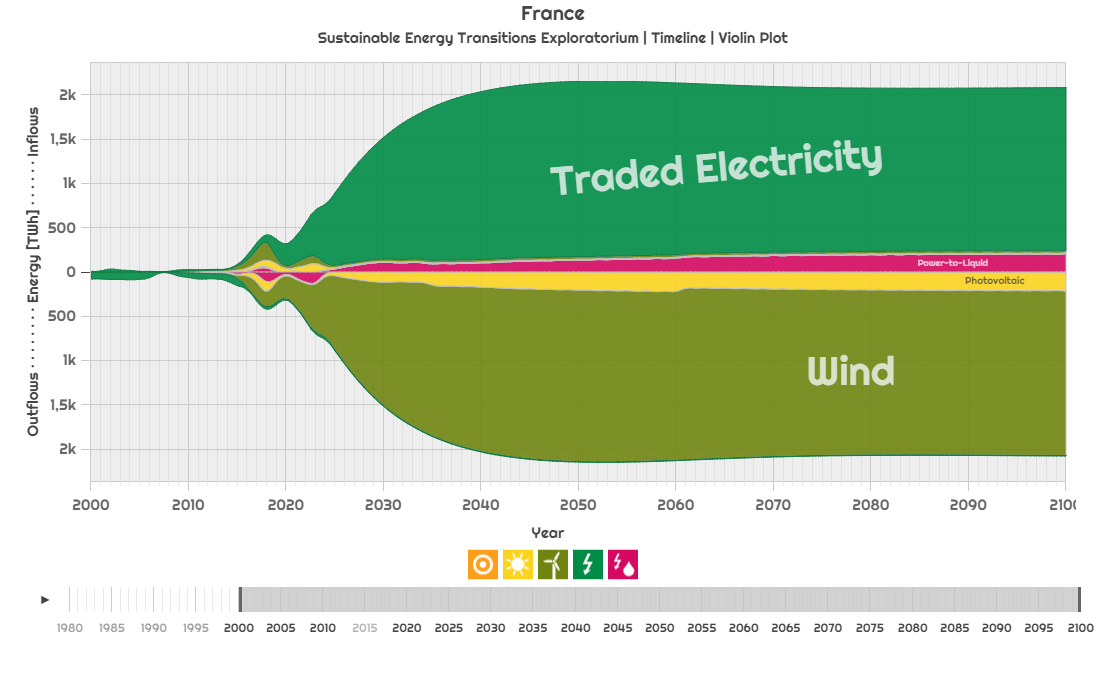 France
Sustainable Energy Transitions Exploratorium | Timeline | Violin Plot
Outflows · · · · · · · Energy [TWh] · · · · · · Inflows
2k
1,5k
1k
500
0
500
1k
1,5k
2k
Traded Electricity
Power-to-Liquid
Photovoltaic
Wind
2000 2010 2020 2030 2040 2050 2060 2070 2080 2090 210
Year
1980 1985 1990 1995 2000 2005 2010 2015 2020 2025 2030 2035 2040 2045 2050 2055 2060 2065 2070 2075 2080 2085 2090 2095 2100